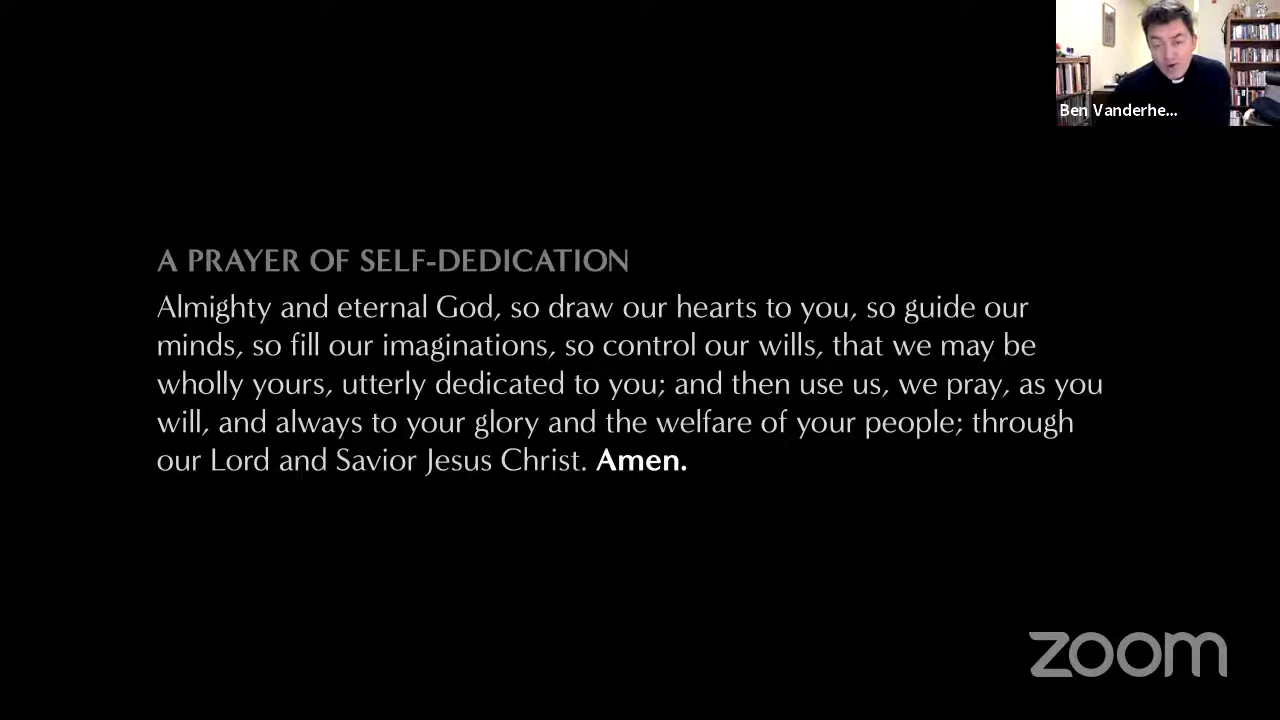 Ben Vanderhe...
A PRAYER OF SELF-DEDICATION
Almighty and eternal God, so draw our hearts to you, so guide our
minds, so fill our imaginations, so control our wills, that we may be
wholly yours, utterly dedicated to you; and then use us, we pray, as you
will, and always to your glory and the welfare of your people; through
our Lord and Savior Jesus Christ. Amen.
zoom